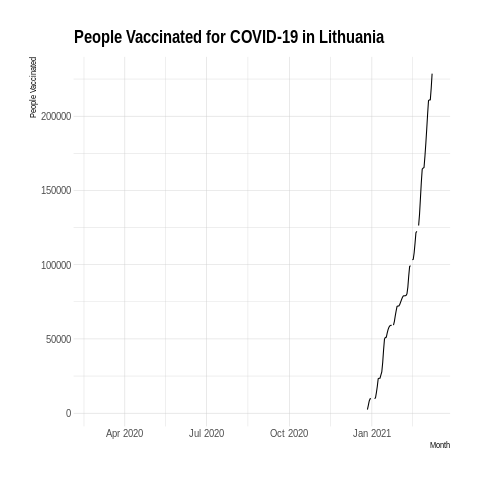 People Vaccinated for COVID-19 in Lithuania
People Vaccinated
200000
150000
100000
50000
0
Apr 2020 Jul 2020 Oct 2020 Jan 2021
Month